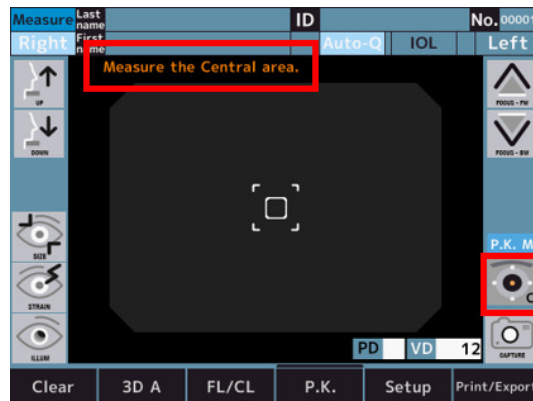 Measure Last name ID No. 00001
Right First name Auto-Q IOL Left
Measure the Central area.
UP
FOCUS - FW
DOWN
FOCUS - BW
SIZE
P.K. M
STRAIN
C
ILLUM
PD VD 12
CAPTURE
Clear 3D A FL/CL P.K. Setup Print/Export